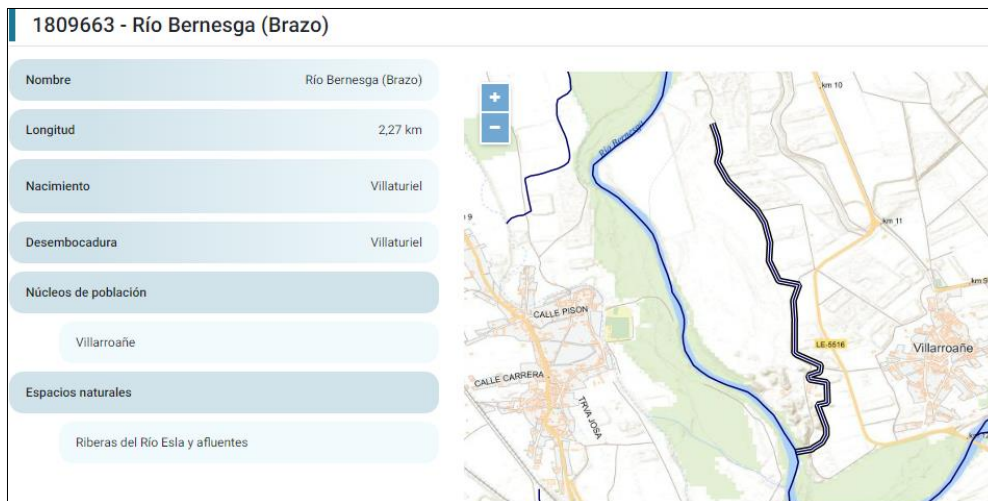 1809663 - Río Bernesga (Brazo)
Nombre Río Bernesga (Brazo)
Longitud 2,27 km
Nacimiento Villaturiel
Desembocadura Villaturiel
Núcleos de población
Villarroañe
Espacios naturales
Riberas del Río Esla y afluentes
+
−
km 10
Río Bernesga
km 11
CALLE PISON
LE-5516
Villarroañe
CALLE CARRERA
TRVA JOSA